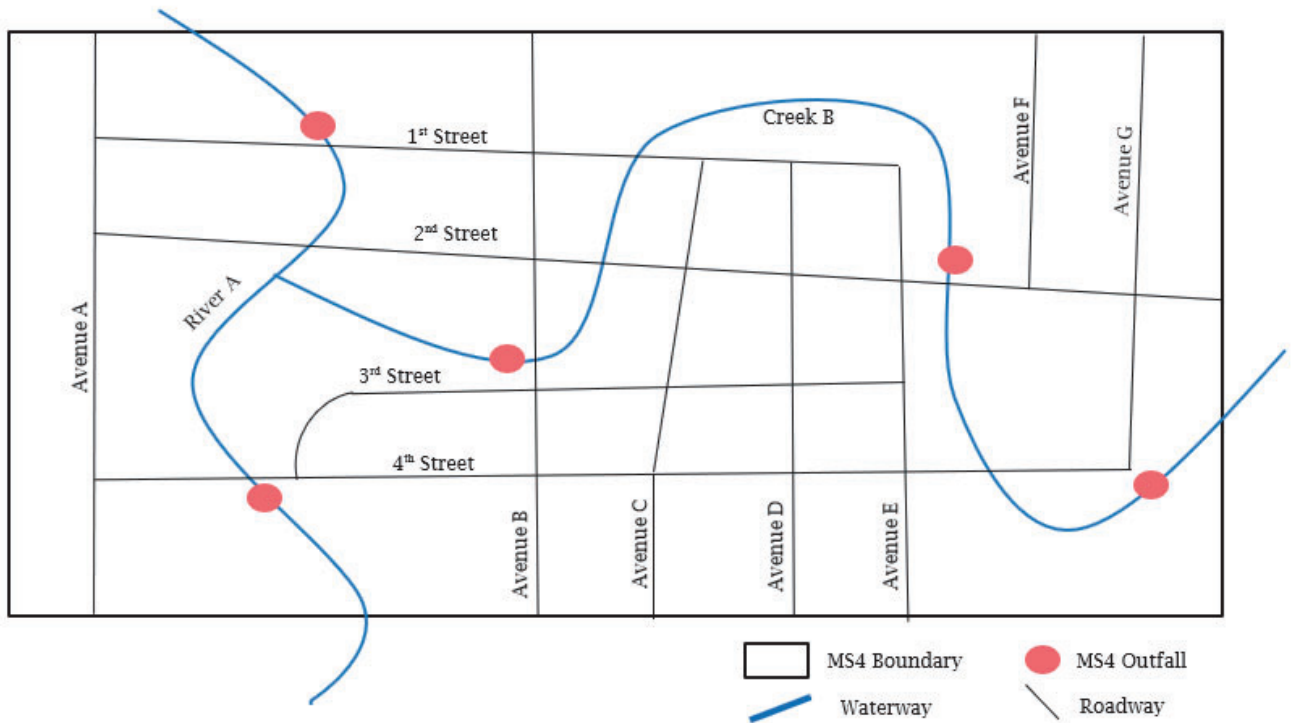 Creek B
1st Street
Avenue F
Avenue G
2nd Street
River A
Avenue A
3rd Street
4th Street
Avenue B
Avenue C
Avenue D
Avenue E
MS4 Boundary
MS4 Outfall
Waterway
Roadway